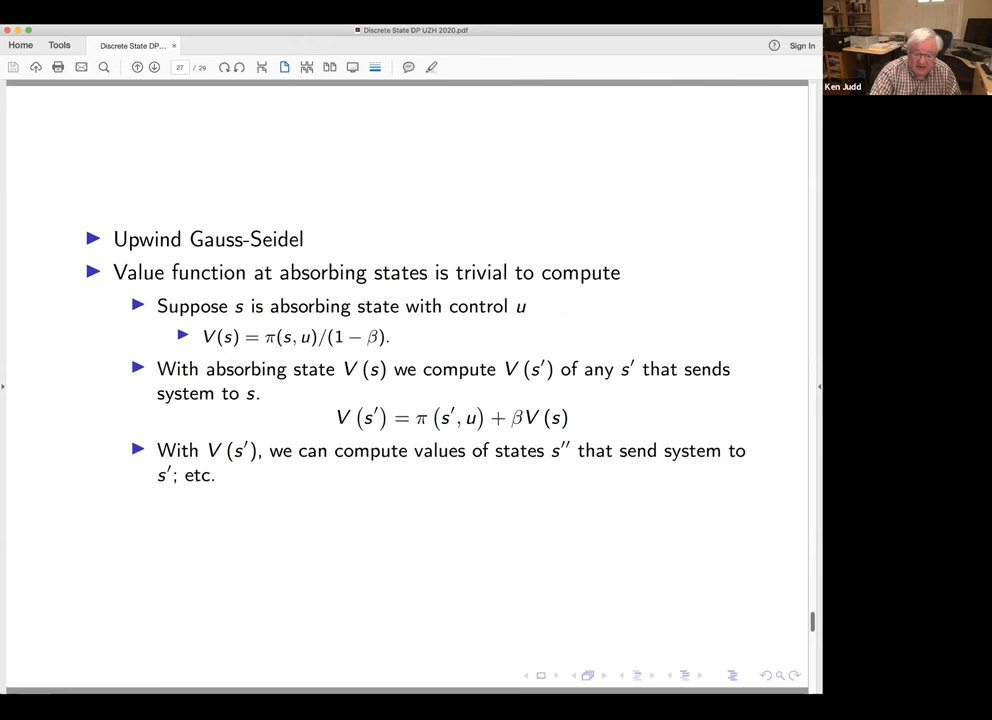 Discrete State DP UZH 2020.pdf
Home Tools Discrete State DP... × Sign In
27 / 29
Ken Judd
Upwind Gauss-Seidel
Value function at absorbing states is trivial to compute
Suppose s is absorbing state with control u
V(s) = π(s, u)/(1 − β).
With absorbing state V (s) we compute V (s′) of any s′ that sends
system to s.
V (s′) = π (s′, u) + βV (s)
With V (s′), we can compute values of states s′′ that send system to
s′; etc.